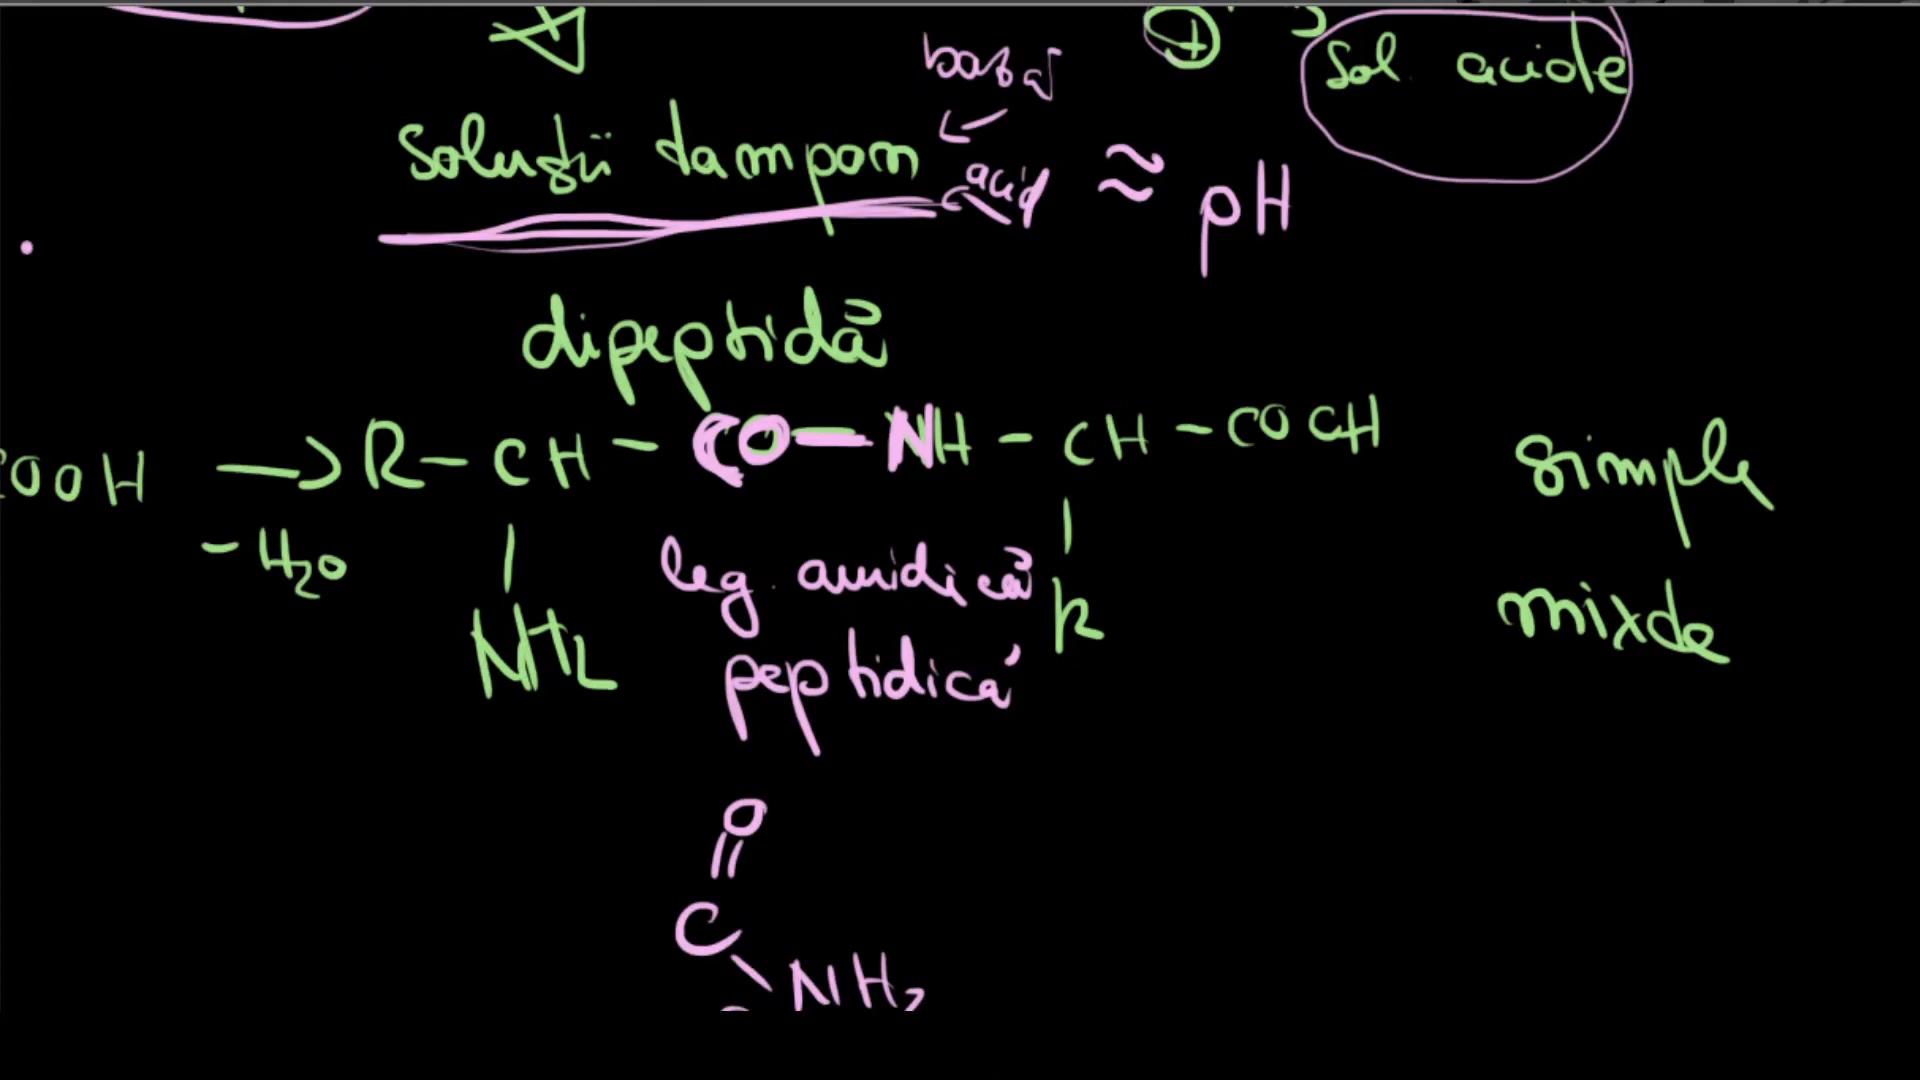 bază
sol. acide
soluții tampon
acid ≈ pH
dipeptidă
COOH → R – CH – CO – NH – CH – COOH
simple
- H2O
leg. amidică
NH2
R
mixte
peptidică
O
C
NH2